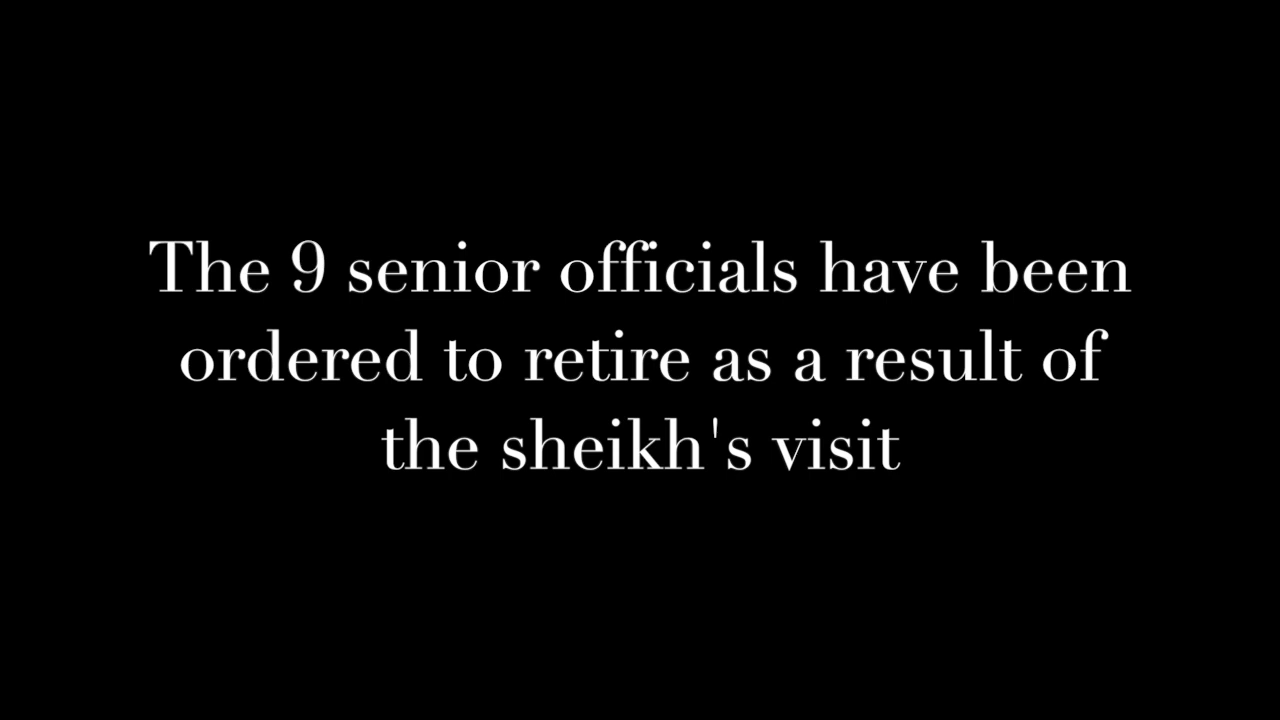 The 9 senior officials have been
ordered to retire as a result of
the sheikh's visit